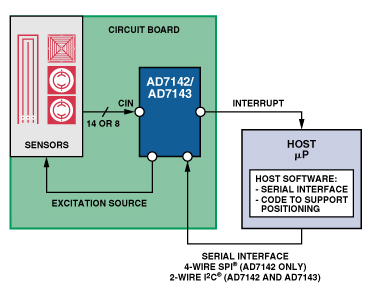 CIRCUIT BOARD
AD7142/
AD7143
CIN
14 OR 8
SENSORS
INTERRUPT
EXCITATION SOURCE
HOST
µP
HOST SOFTWARE:
- SERIAL INTERFACE
- CODE TO SUPPORT
POSITIONING
SERIAL INTERFACE
4-WIRE SPI® (AD7142 ONLY)
2-WIRE I²C® (AD7142 AND AD7143)